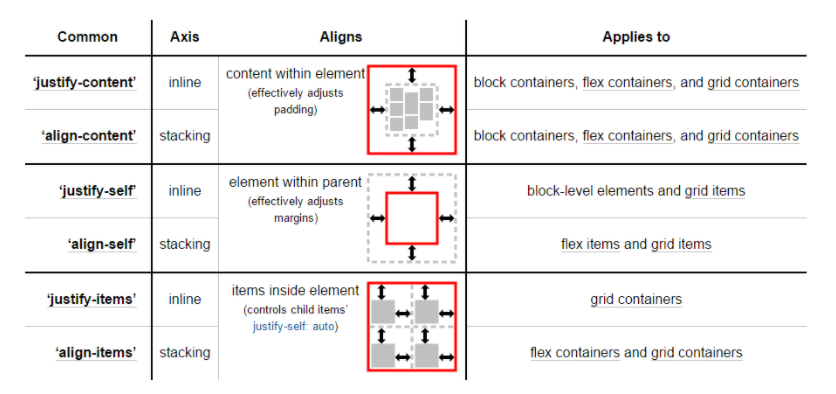 Common Axis Aligns Applies to
‘justify-content’ inline content within element block containers, flex containers, and grid containers
(effectively adjusts
padding)
‘align-content’ stacking block containers, flex containers, and grid containers
‘justify-self’ inline element within parent block-level elements and grid items
(effectively adjusts
margins)
‘align-self’ stacking flex items and grid items
‘justify-items’ inline items inside element grid containers
(controls child items’
justify-self: auto)
‘align-items’ stacking flex containers and grid containers